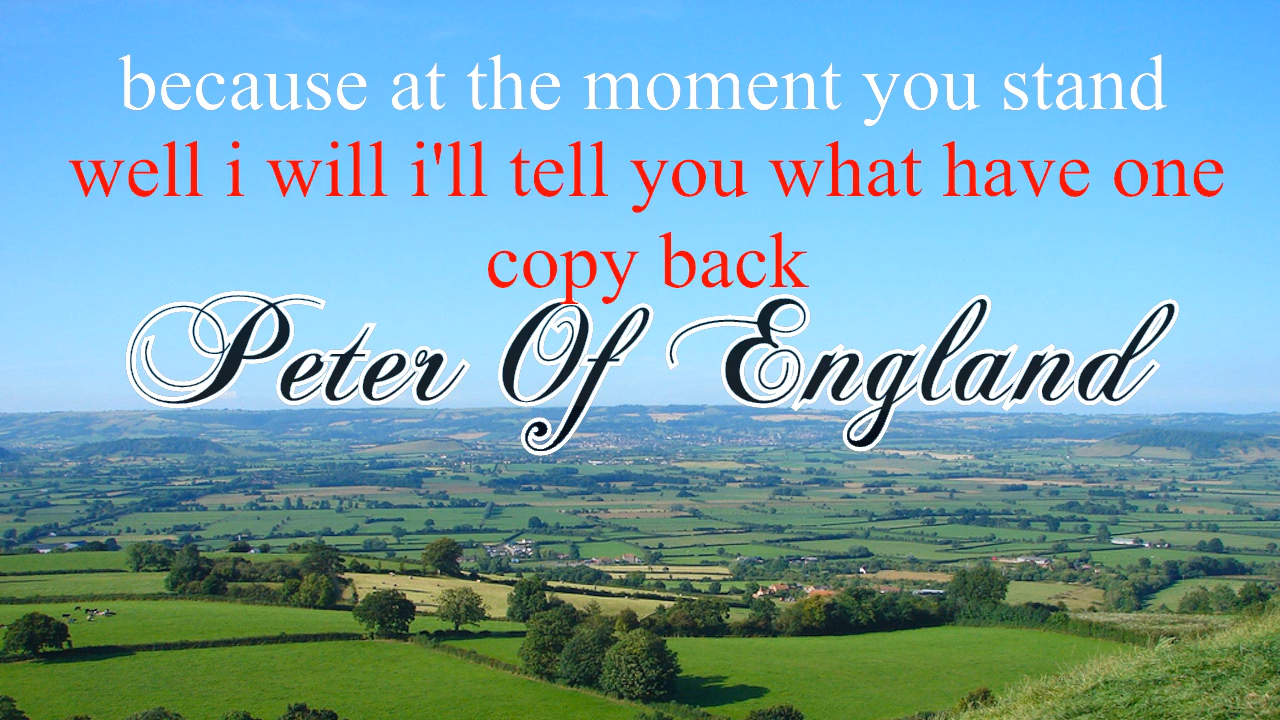 because at the moment you stand
well i will i'll tell you what have one
copy back
Peter Of England